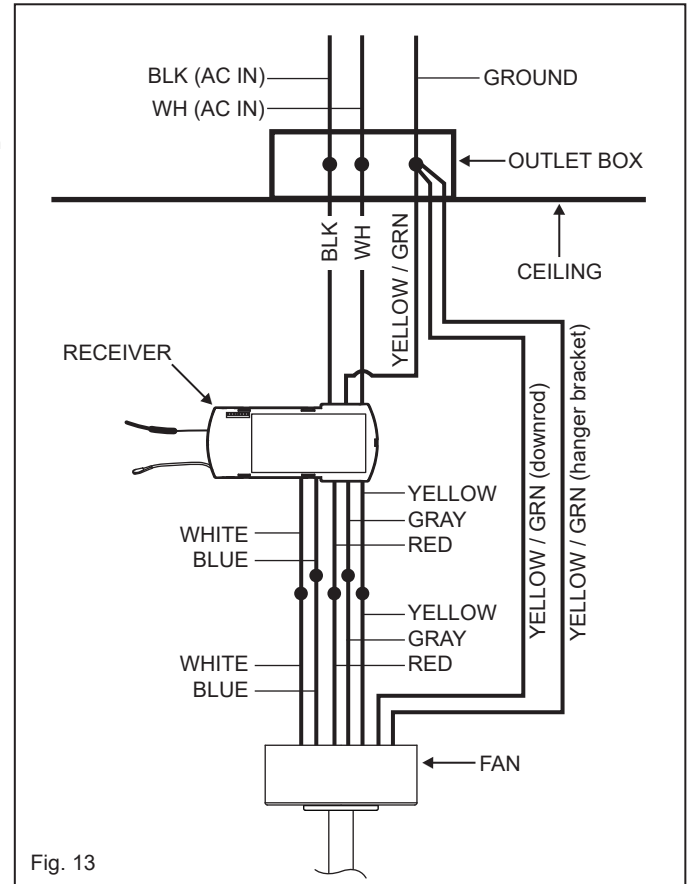 BLK (AC IN)
WH (AC IN)
GROUND
OUTLET BOX
CEILING
BLK
WH
YELLOW / GRN
YELLOW / GRN (downrod)
YELLOW / GRN (hanger bracket)
RECEIVER
WHITE
BLUE
YELLOW
GRAY
RED
WHITE
BLUE
YELLOW
GRAY
RED
FAN
Fig. 13